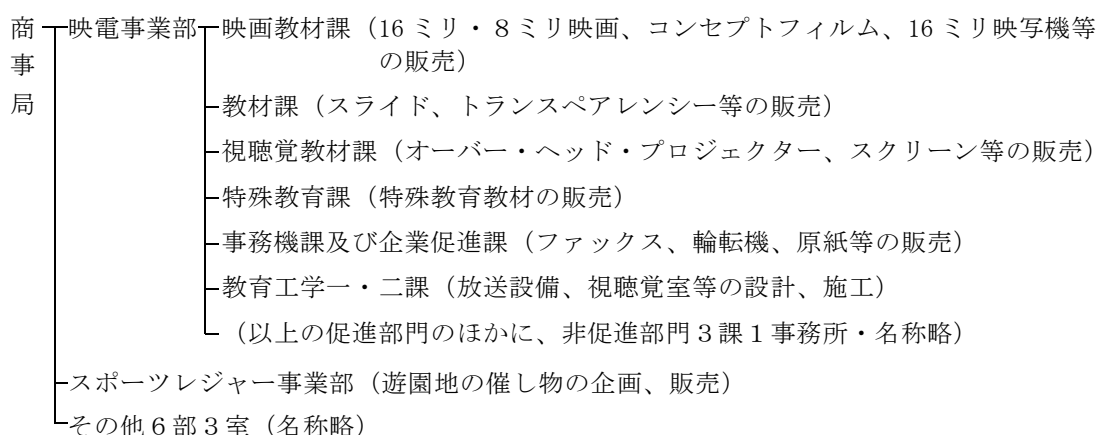 商事局
映電事業部
映画教材課（16ミリ・８ミリ映画、コンセプトフィルム、16ミリ映写機等
の販売）
教材課（スライド、トランスペアレンシー等の販売）
視聴覚教材課（オーバー・ヘッド・プロジェクター、スクリーン等の販売）
特殊教育課（特殊教育教材の販売）
事務機課及び企業促進課（ファックス、輪転機、原紙等の販売）
教育工学一・二課（放送設備、視聴覚室等の設計、施工）
（以上の促進部門のほかに、非促進部門３課１事務所・名称略）
スポーツレジャー事業部（遊園地の催し物の企画、販売）
その他６部３室（名称略）